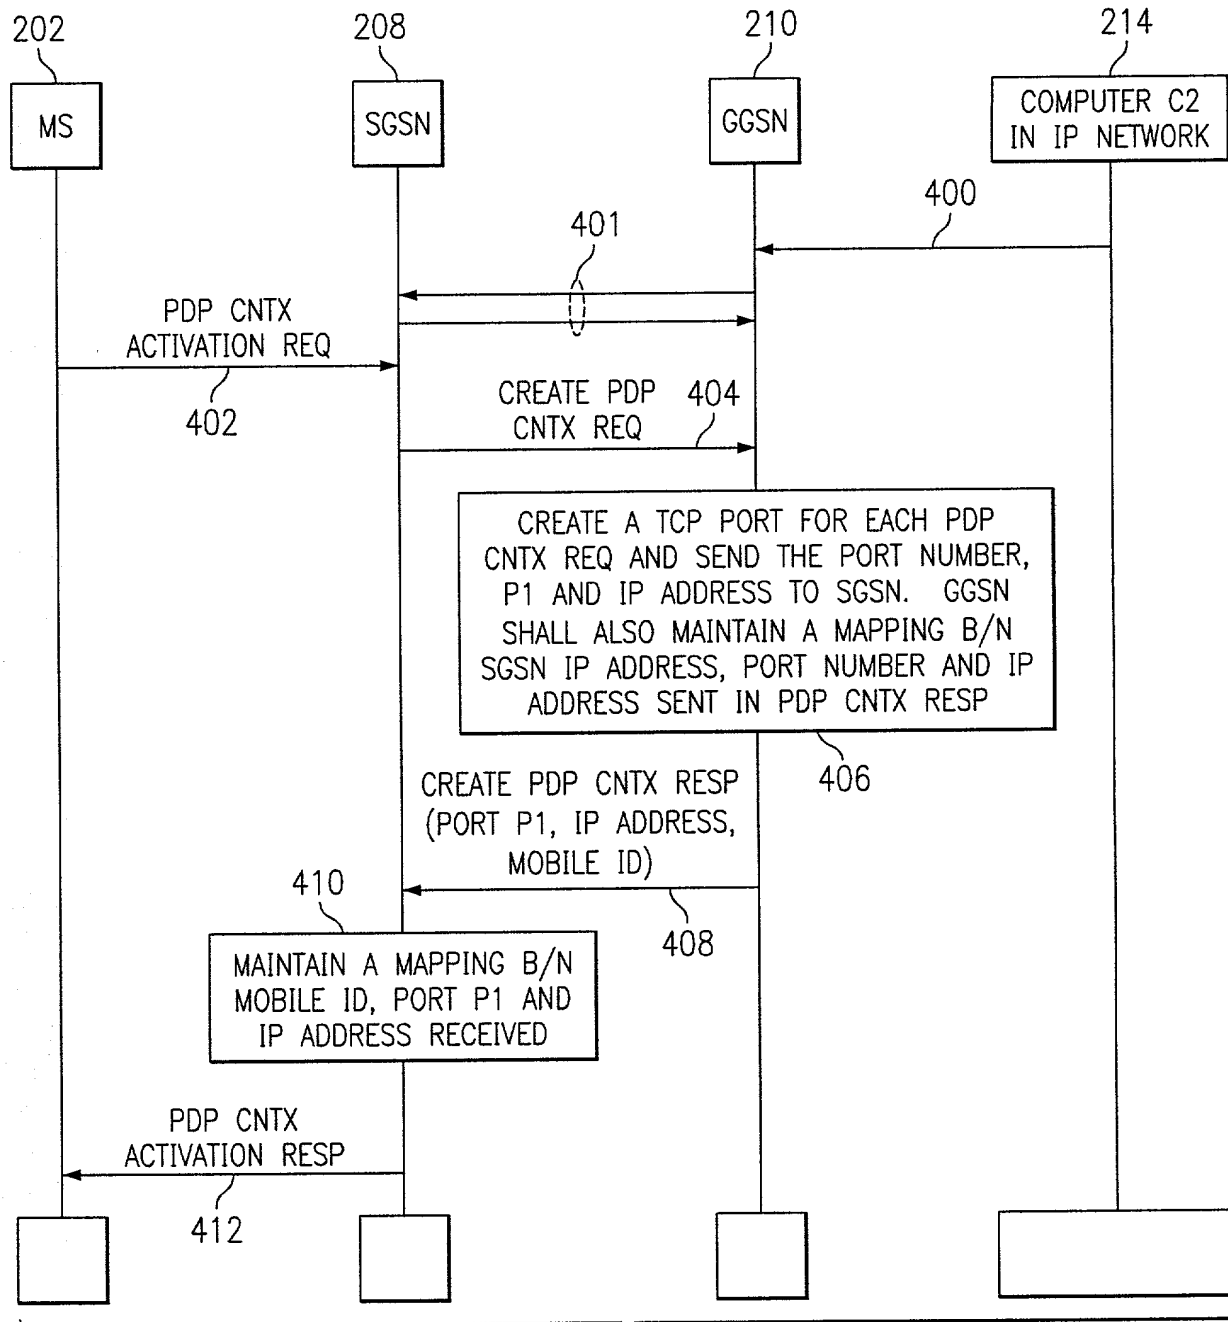 202
208
210
214
MS
SGSN
GGSN
COMPUTER C2
IN IP NETWORK
400
401
PDP CNTX
ACTIVATION REQ
402
CREATE PDP
CNTX REQ
404
CREATE A TCP PORT FOR EACH PDP
CNTX REQ AND SEND THE PORT NUMBER,
P1 AND IP ADDRESS TO SGSN. GGSN
SHALL ALSO MAINTAIN A MAPPING B/N
SGSN IP ADDRESS, PORT NUMBER AND IP
ADDRESS SENT IN PDP CNTX RESP
406
CREATE PDP CNTX RESP
(PORT P1, IP ADDRESS,
MOBILE ID)
408
410
MAINTAIN A MAPPING B/N
MOBILE ID, PORT P1 AND
IP ADDRESS RECEIVED
PDP CNTX
ACTIVATION RESP
412